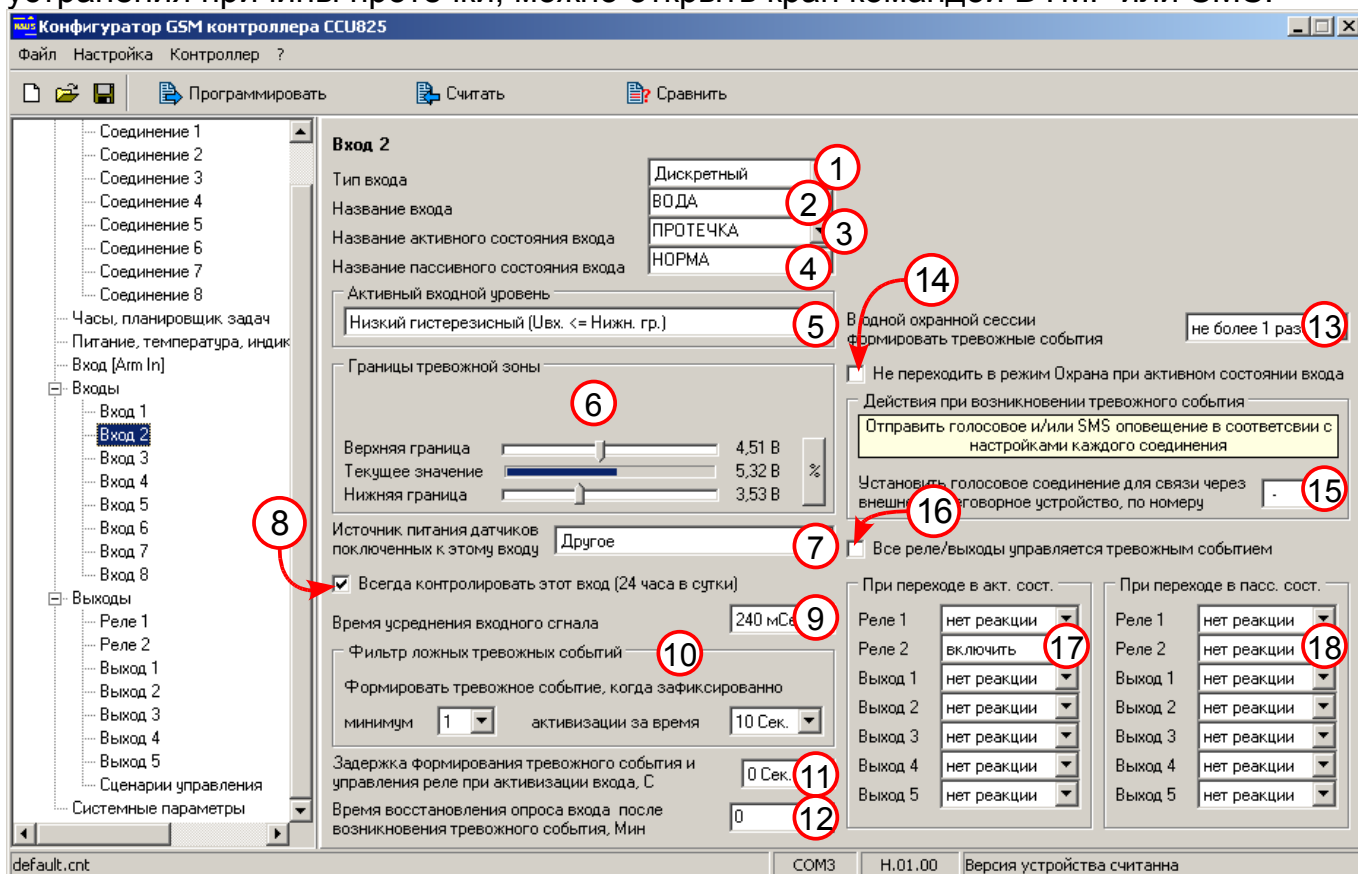 устранения причины проточки, можно открыть кран командой DTMF или SMS.
Конфигуратор GSM контроллера CCU825
Файл Настройка Контроллер ?
Программировать Считать Сравнить
Соединение 1
Соединение 2
Соединение 3
Соединение 4
Соединение 5
Соединение 6
Соединение 7
Соединение 8
Часы, планировщик задач
Питание, температура, индик
Вход [Arm In]
Входы
Вход 1
Вход 2
Вход 3
Вход 4
Вход 5
Вход 6
Вход 7
Вход 8
Выходы
Реле 1
Реле 2
Выход 1
Выход 2
Выход 3
Выход 4
Выход 5
Сценарии управления
Системные параметры
Вход 2
Тип входа Дискретный 1
Название входа ВОДА 2
Название активного состояния входа ПРОТЕЧКА 3
Название пассивного состояния входа НОРМА 4
Активный входной уровень
Низкий гистерезисный (Uвх. <= Нижн. гр.) 5
Границы тревожной зоны
6
Верхняя граница 4,51 В
Текущее значение 5,32 В %
Нижняя граница 3,53 В
8
Источник питания датчиков
поключенных к этому входу Другое 7
Всегда контролировать этот вход (24 часа в сутки)
Время усреднения входного сгнала 240 мСе 9
Фильтр ложных тревожных событий 10
Формировать тревожное событие, когда зафиксированно
минимум 1 активизации за время 10 Сек.
Задержка формирования тревожного события и
управления реле при активизации входа, С 0 Сек. 11
Время восстановления опроса входа после
возникновения тревожного события, Мин 0 12
14
В одной охранной сессии
формировать тревожные события не более 1 раз 13
Не переходить в режим Охрана при активном состоянии входа
Действия при возникновении тревожного события
Отправить голосовое и/или SMS оповещение в соответсвии с
настройками каждого соединения
Установить голосовое соединение для связи через
внешнее переговорное устройство, по номеру - 15
16
Все реле/выходы управляется тревожным событием
При переходе в акт. сост.
Реле 1 нет реакции
Реле 2 включить 17
Выход 1 нет реакции
Выход 2 нет реакции
Выход 3 нет реакции
Выход 4 нет реакции
Выход 5 нет реакции
При переходе в пасс. сост.
Реле 1 нет реакции
Реле 2 нет реакции 18
Выход 1 нет реакции
Выход 2 нет реакции
Выход 3 нет реакции
Выход 4 нет реакции
Выход 5 нет реакции
default.cnt COM3 H.01.00 Версия устройства считанна